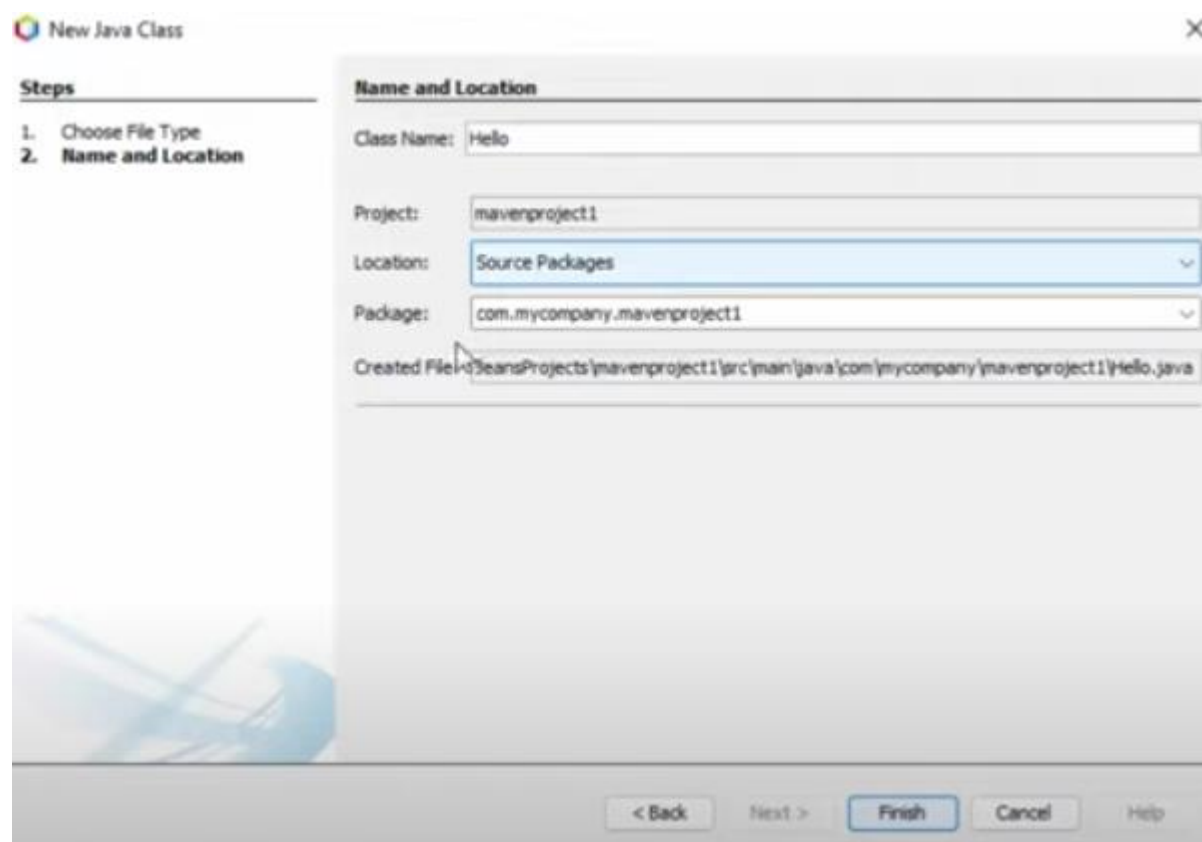 New Java Class
Steps
1. Choose File Type
2. Name and Location
Name and Location
Class Name: Hello
Project: mavenproject1
Location: Source Packages
Package: com.mycompany.mavenproject1
Created File: BeansProjects\mavenproject1\src\main\java\com\mycompany\mavenproject1\Hello.java
< Back Next > Finish Cancel Help